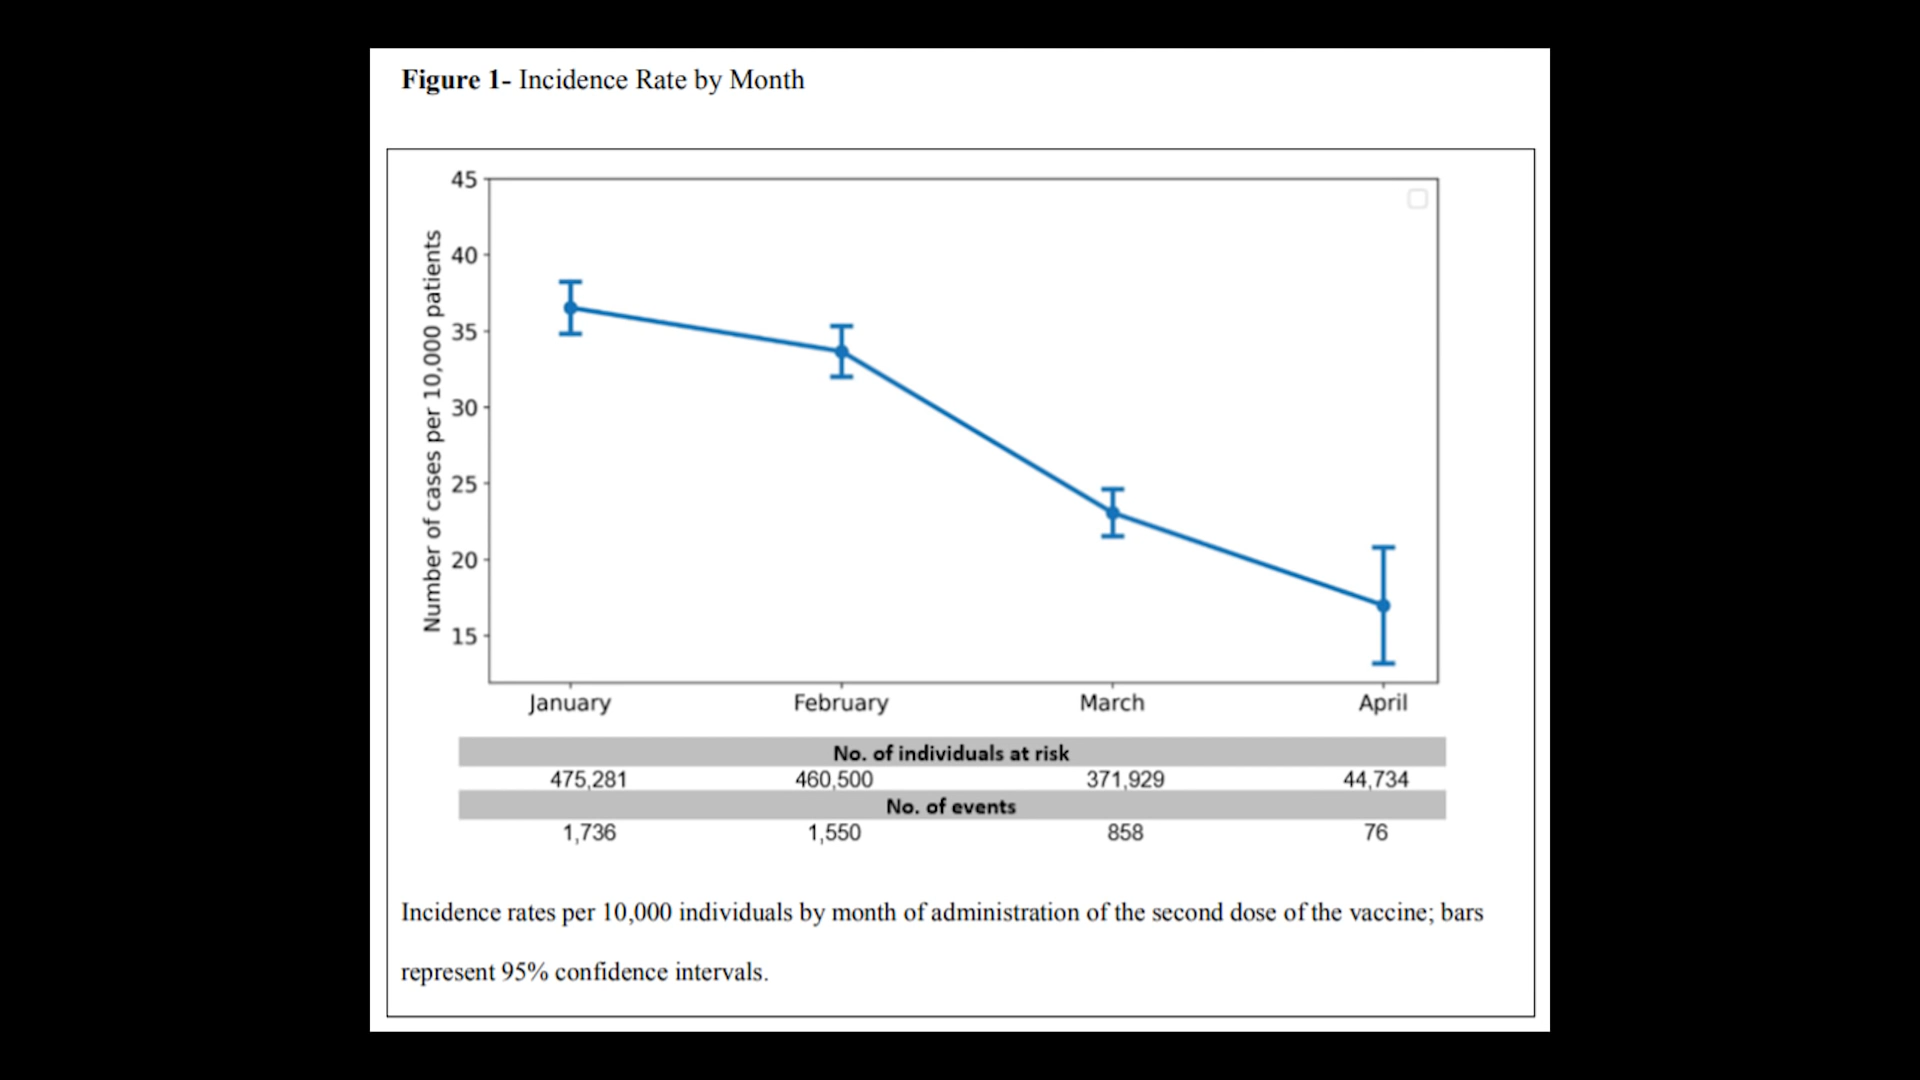 Figure 1- Incidence Rate by Month
Number of cases per 10,000 patients
45
40
35
30
25
20
15
January February March April
No. of individuals at risk
475,281 460,500 371,929 44,734
No. of events
1,736 1,550 858 76
Incidence rates per 10,000 individuals by month of administration of the second dose of the vaccine; bars
represent 95% confidence intervals.